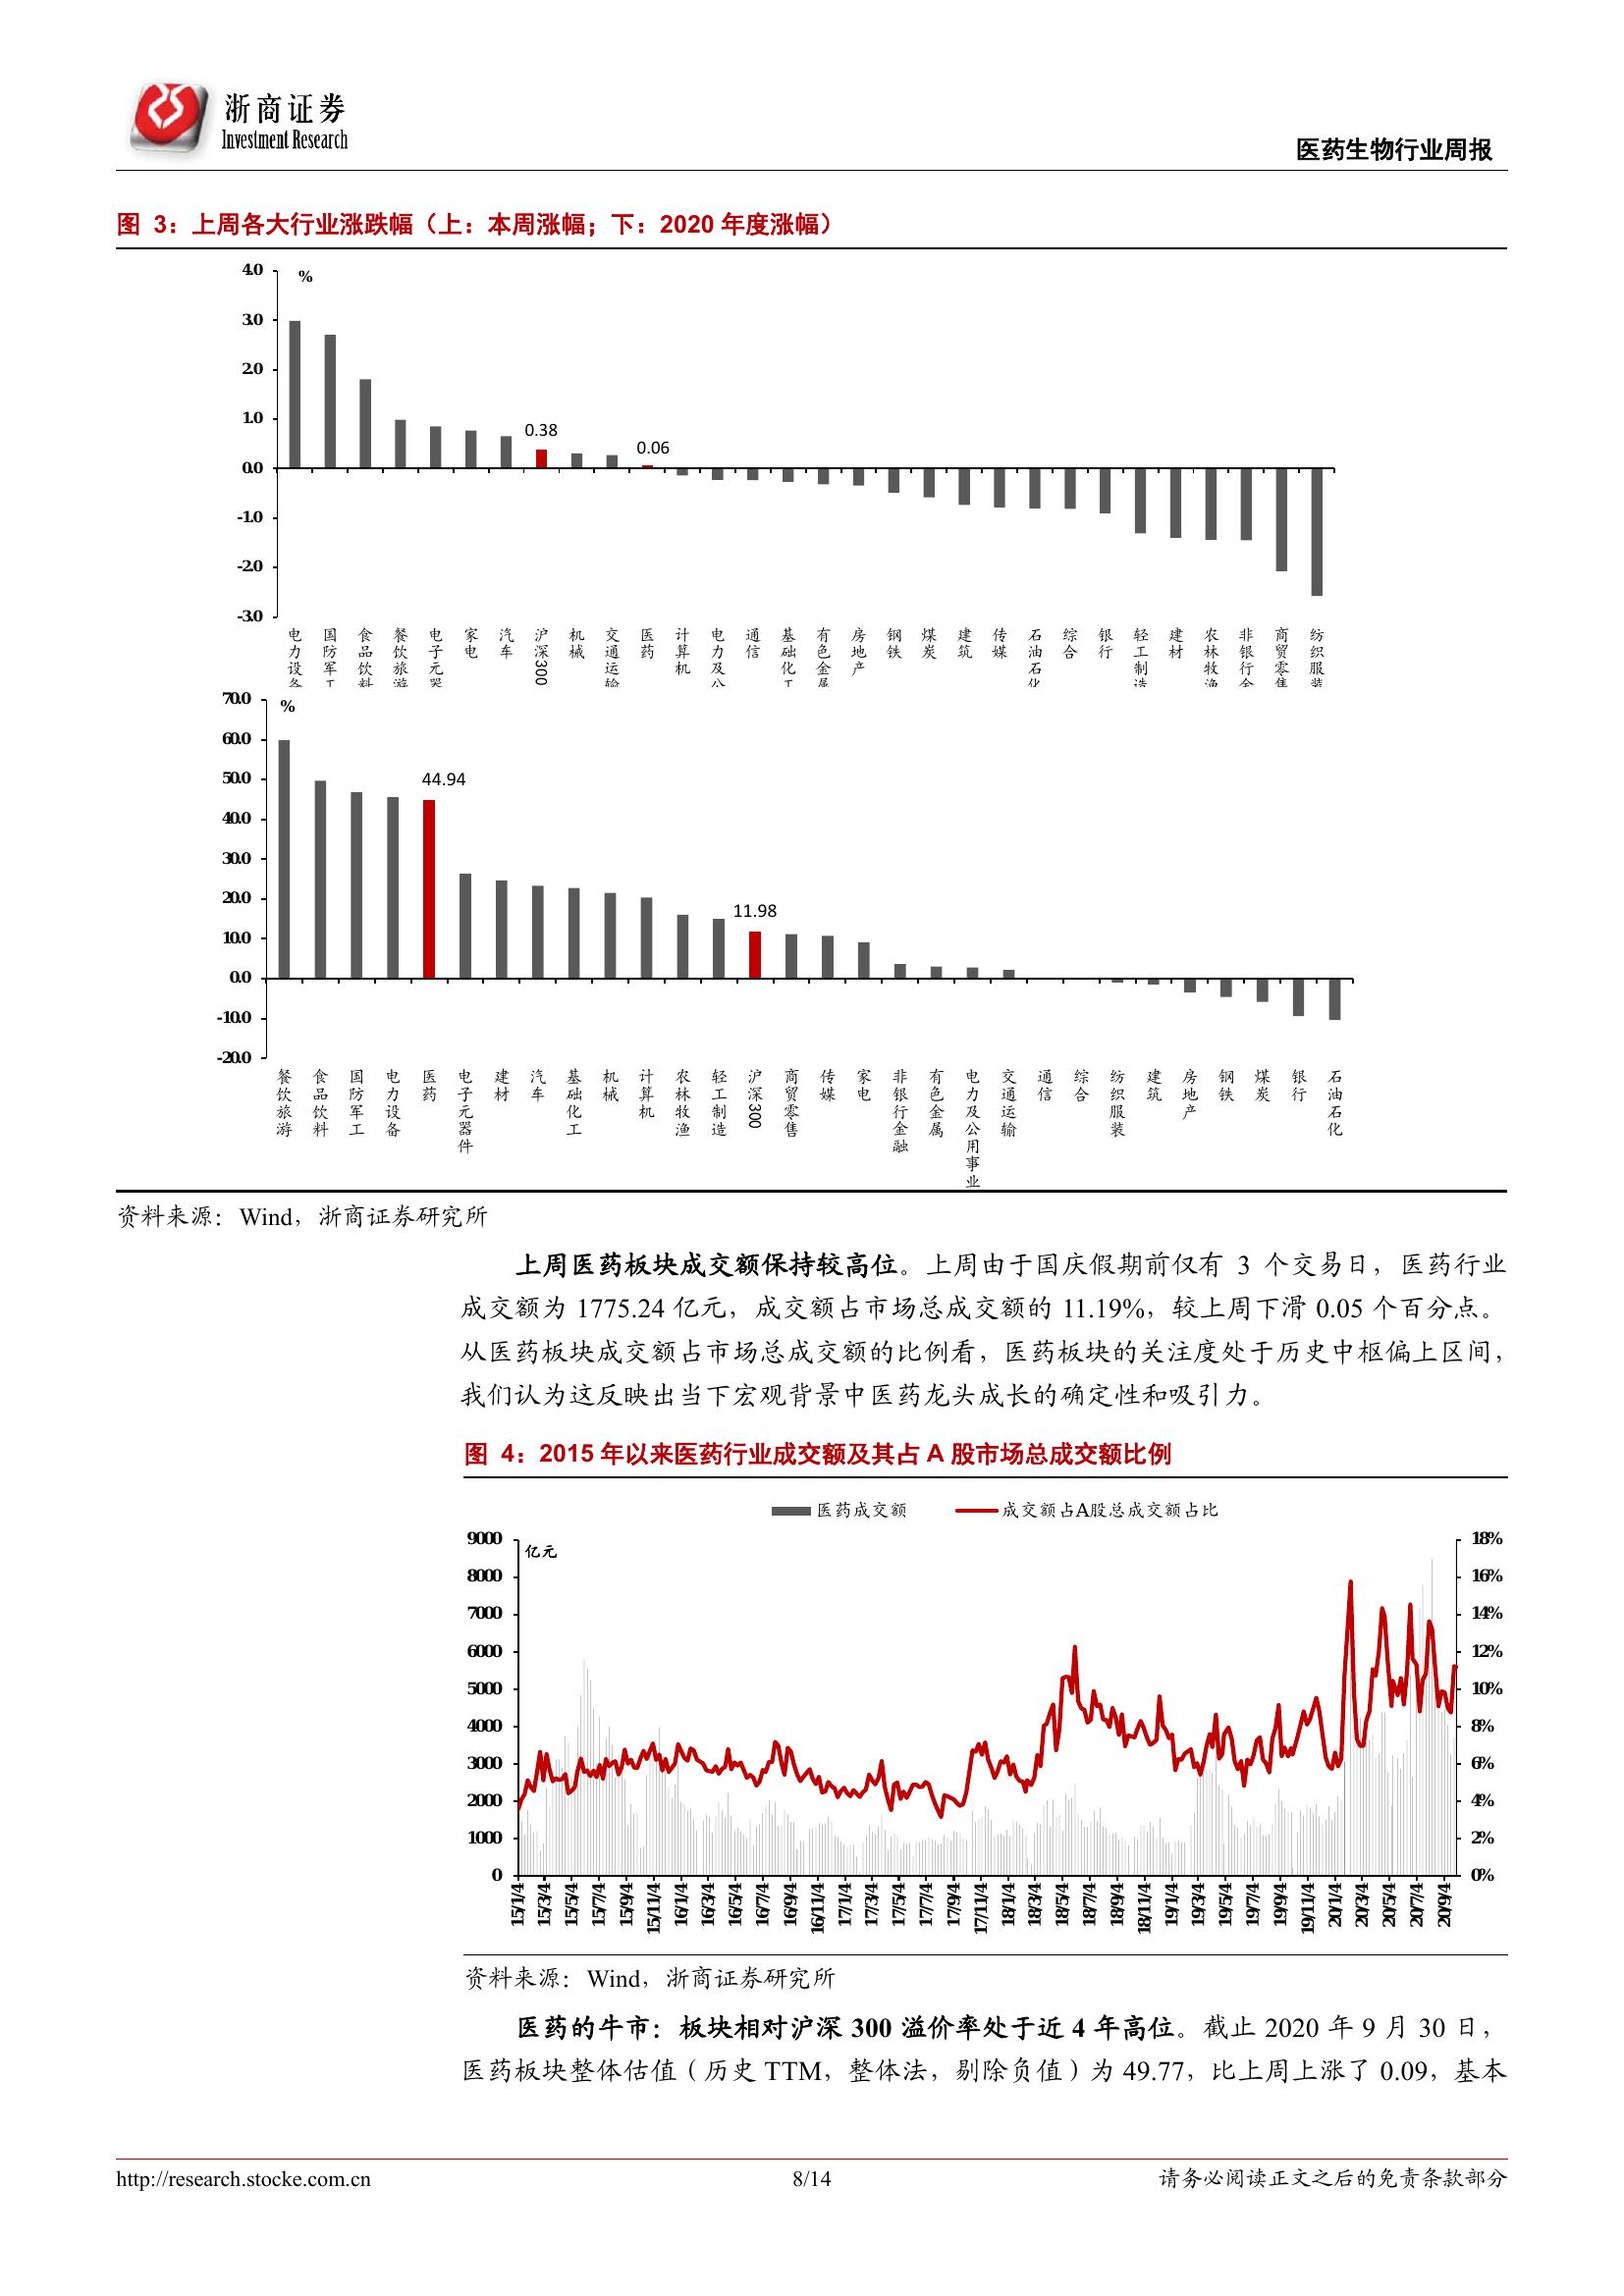 浙商证券
Investment Research
医药生物行业周报
图 3：上周各大行业涨跌幅（上：本周涨幅；下：2020 年度涨幅）
4.0
%
3.0
2.0
1.0
0.38
0.06
0.0
-1.0
-2.0
-3.0
电力设备 国防军工 食品饮料 餐饮旅游 电子元器 家电 汽车 沪深300 机械 交通运输 医药 计算机 电力及公 通信 基础化工 有色金属 房地产 钢铁 煤炭 建筑 传媒 石油石化 综合 银行 轻工制造 建材 农林牧渔 非银行金 商贸零售 纺织服装
70.0
%
60.0
50.0
44.94
40.0
30.0
20.0
11.98
10.0
0.0
-10.0
-20.0
餐饮旅游 食品饮料 国防军工 电力设备 医药 电子元器件 建材 汽车 基础化工 机械 计算机 农林牧渔 轻工制造 沪深300 商贸零售 传媒 家电 非银行金融 有色金属 电力及公用事业 交通运输 通信 综合 纺织服装 建筑 房地产 钢铁 煤炭 银行 石油石化
资料来源：Wind，浙商证券研究所
上周医药板块成交额保持较高位。上周由于国庆假期前仅有 3 个交易日，医药行业
成交额为 1775.24 亿元，成交额占市场总成交额的 11.19%，较上周下滑 0.05 个百分点。
从医药板块成交额占市场总成交额的比例看，医药板块的关注度处于历史中枢偏上区间，
我们认为这反映出当下宏观背景中医药龙头成长的确定性和吸引力。
图 4：2015 年以来医药行业成交额及其占 A 股市场总成交额比例
医药成交额 成交额占A股总成交额占比
9000 18%
亿元
8000 16%
7000 14%
6000 12%
5000 10%
4000 8%
3000 6%
2000 4%
1000 2%
0 0%
15/1/4 15/3/4 15/5/4 15/7/4 15/9/4 15/11/4 16/1/4 16/3/4 16/5/4 16/7/4 16/9/4 16/11/4 17/1/4 17/3/4 17/5/4 17/7/4 17/9/4 17/11/4 18/1/4 18/3/4 18/5/4 18/7/4 18/9/4 18/11/4 19/1/4 19/3/4 19/5/4 19/7/4 19/9/4 19/11/4 20/1/4 20/3/4 20/5/4 20/7/4 20/9/4
资料来源：Wind，浙商证券研究所
医药的牛市：板块相对沪深 300 溢价率处于近 4 年高位。截止 2020 年 9 月 30 日，
医药板块整体估值（历史 TTM，整体法，剔除负值）为 49.77，比上周上涨了 0.09，基本
http://research.stocke.com.cn 8/14 请务必阅读正文之后的免责条款部分